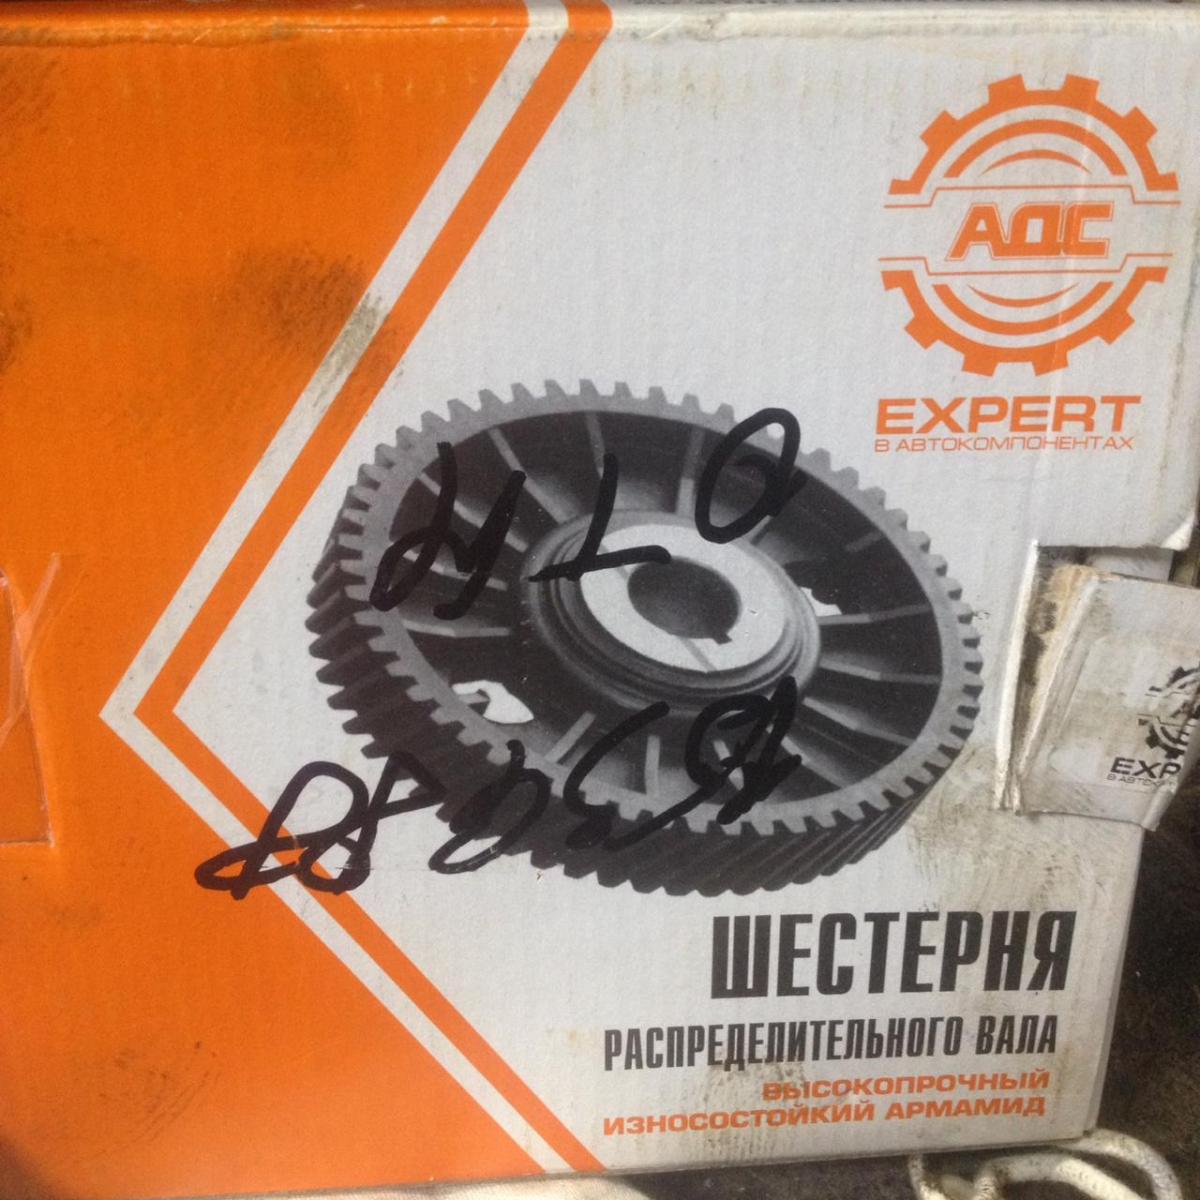 АДС
EXPERT
В АВТОКОМПОНЕНТАХ
ШЕСТЕРНЯ
РАСПРЕДЕЛИТЕЛЬНОГО ВАЛА
ВЫСОКОПРОЧНЫЙ
ИЗНОСОСТОЙКИЙ АРМАМИД